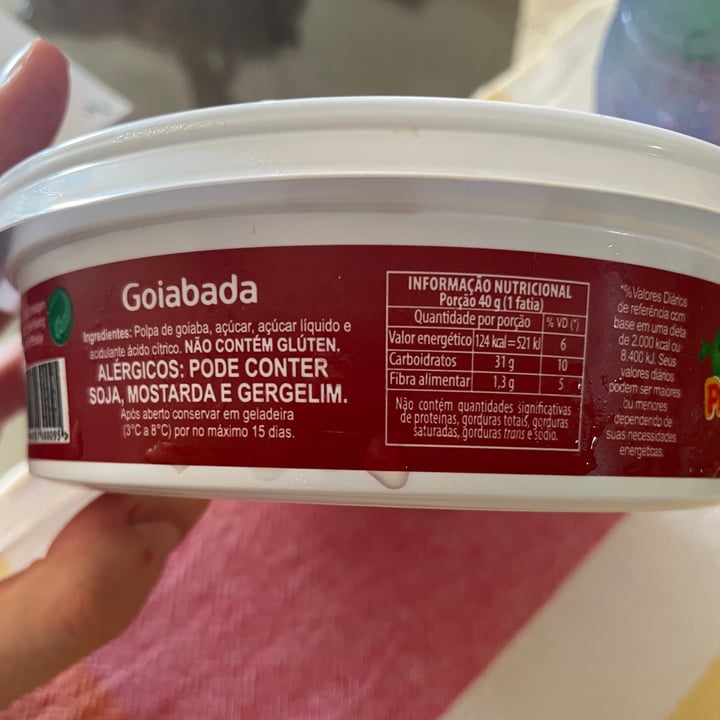 Goiabada
Ingredientes: Polpa de goiaba, açúcar, açúcar líquido e
acidulante ácido cítrico. NÃO CONTÉM GLÚTEN.
ALÉRGICOS: PODE CONTER
SOJA, MOSTARDA E GERGELIM.
Após aberto conservar em geladeira
(3°C a 8°C) por no máximo 15 dias.
INFORMAÇÃO NUTRICIONAL
Porção 40 g (1 fatia)
Quantidade por porção % VD (*)
Valor energético 124 kcal=521 kJ 6
Carboidratos 31 g 10
Fibra alimentar 1,3 g 5
Não contém quantidades significativas
de proteínas, gorduras totais, gorduras
saturadas, gorduras trans e sódio.
*% Valores Diários
de referência com
base em uma dieta
de 2.000 kcal ou
8.400 kJ. Seus
valores diários
podem ser maiores
ou menores
dependendo de
suas necessidades
energéticas.